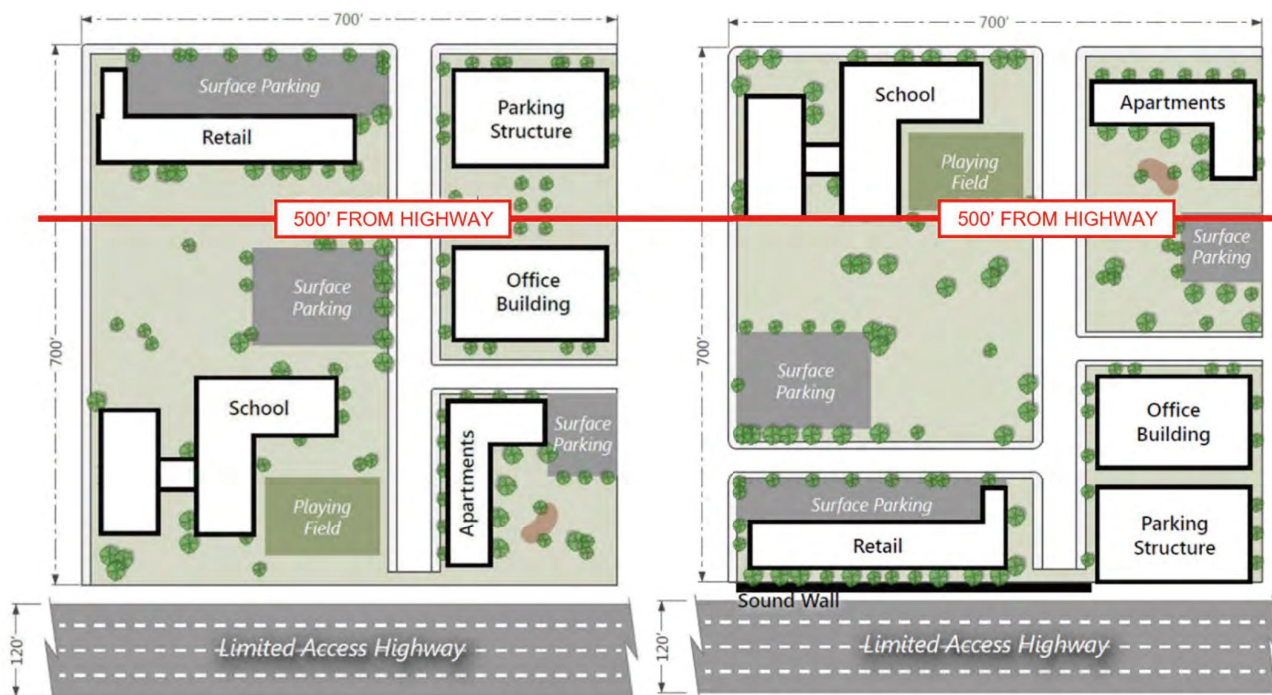 700'
Surface Parking
Retail
Parking
Structure
500' FROM HIGHWAY
Surface
Parking
Office
Building
700'
School
Playing
Field
Apartments
Surface
Parking
Limited Access Highway
120'
700'
School
Playing
Field
Apartments
500' FROM HIGHWAY
Surface
Parking
700'
Surface
Parking
Office
Building
Surface Parking
Retail
Parking
Structure
Sound Wall
Limited Access Highway
120'